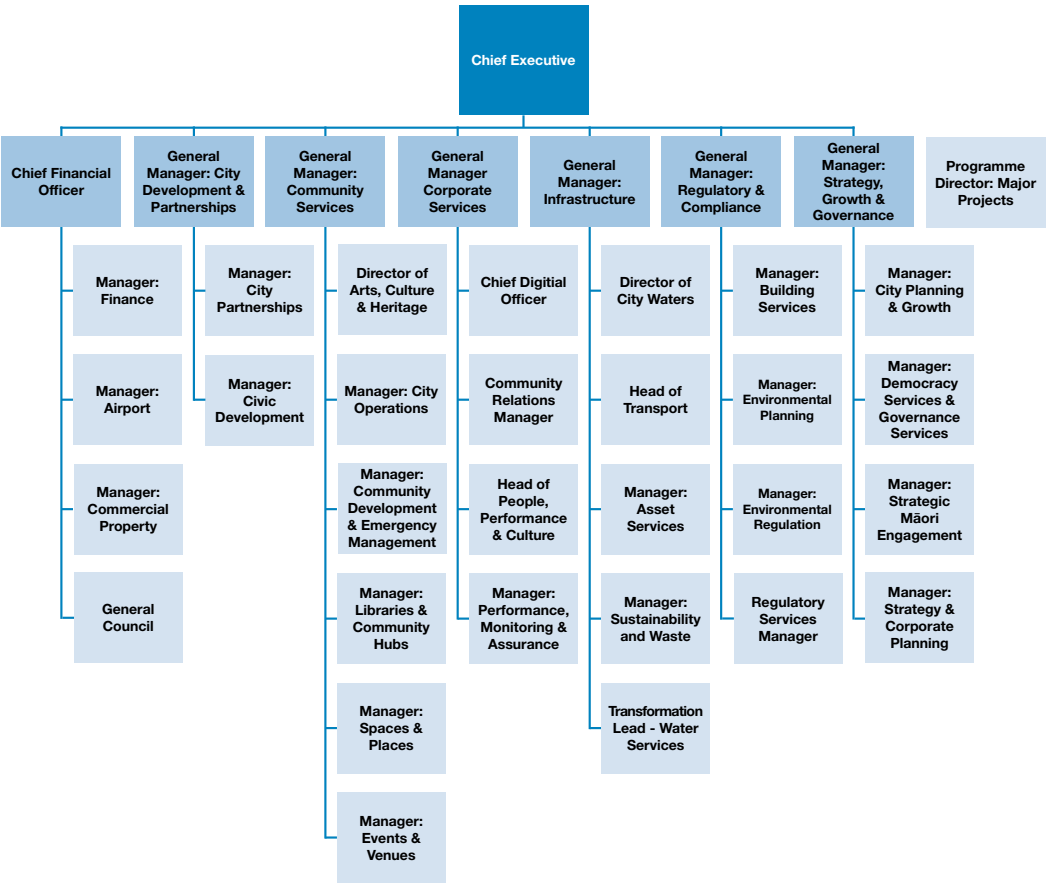 Chief Executive
Chief Financial
Officer
General
Manager: City
Development &
Partnerships
General
Manager:
Community
Services
General
Manager
Corporate
Services
General
Manager:
Infrastructure
General
Manager:
Regulatory &
Compliance
General
Manager:
Strategy,
Growth &
Governance
Programme
Director: Major
Projects
Manager:
Finance
Manager:
City
Partnerships
Director of
Arts, Culture
& Heritage
Chief Digitial
Officer
Director of
City Waters
Manager:
Building
Services
Manager:
City Planning
& Growth
Manager:
Airport
Manager:
Civic
Development
Manager: City
Operations
Community
Relations
Manager
Head of
Transport
Manager:
Environmental
Planning
Manager:
Democracy
Services &
Governance
Services
Manager:
Commercial
Property
Manager:
Community
Development
& Emergency
Management
Head of
People,
Performance
& Culture
Manager:
Asset
Services
Manager:
Environmental
Regulation
Manager:
Strategic
Māori
Engagement
General
Council
Manager:
Libraries &
Community
Hubs
Manager:
Performance,
Monitoring &
Assurance
Manager:
Sustainability
and Waste
Regulatory
Services
Manager
Manager:
Strategy &
Corporate
Planning
Manager:
Spaces &
Places
Transformation
Lead - Water
Services
Manager:
Events &
Venues